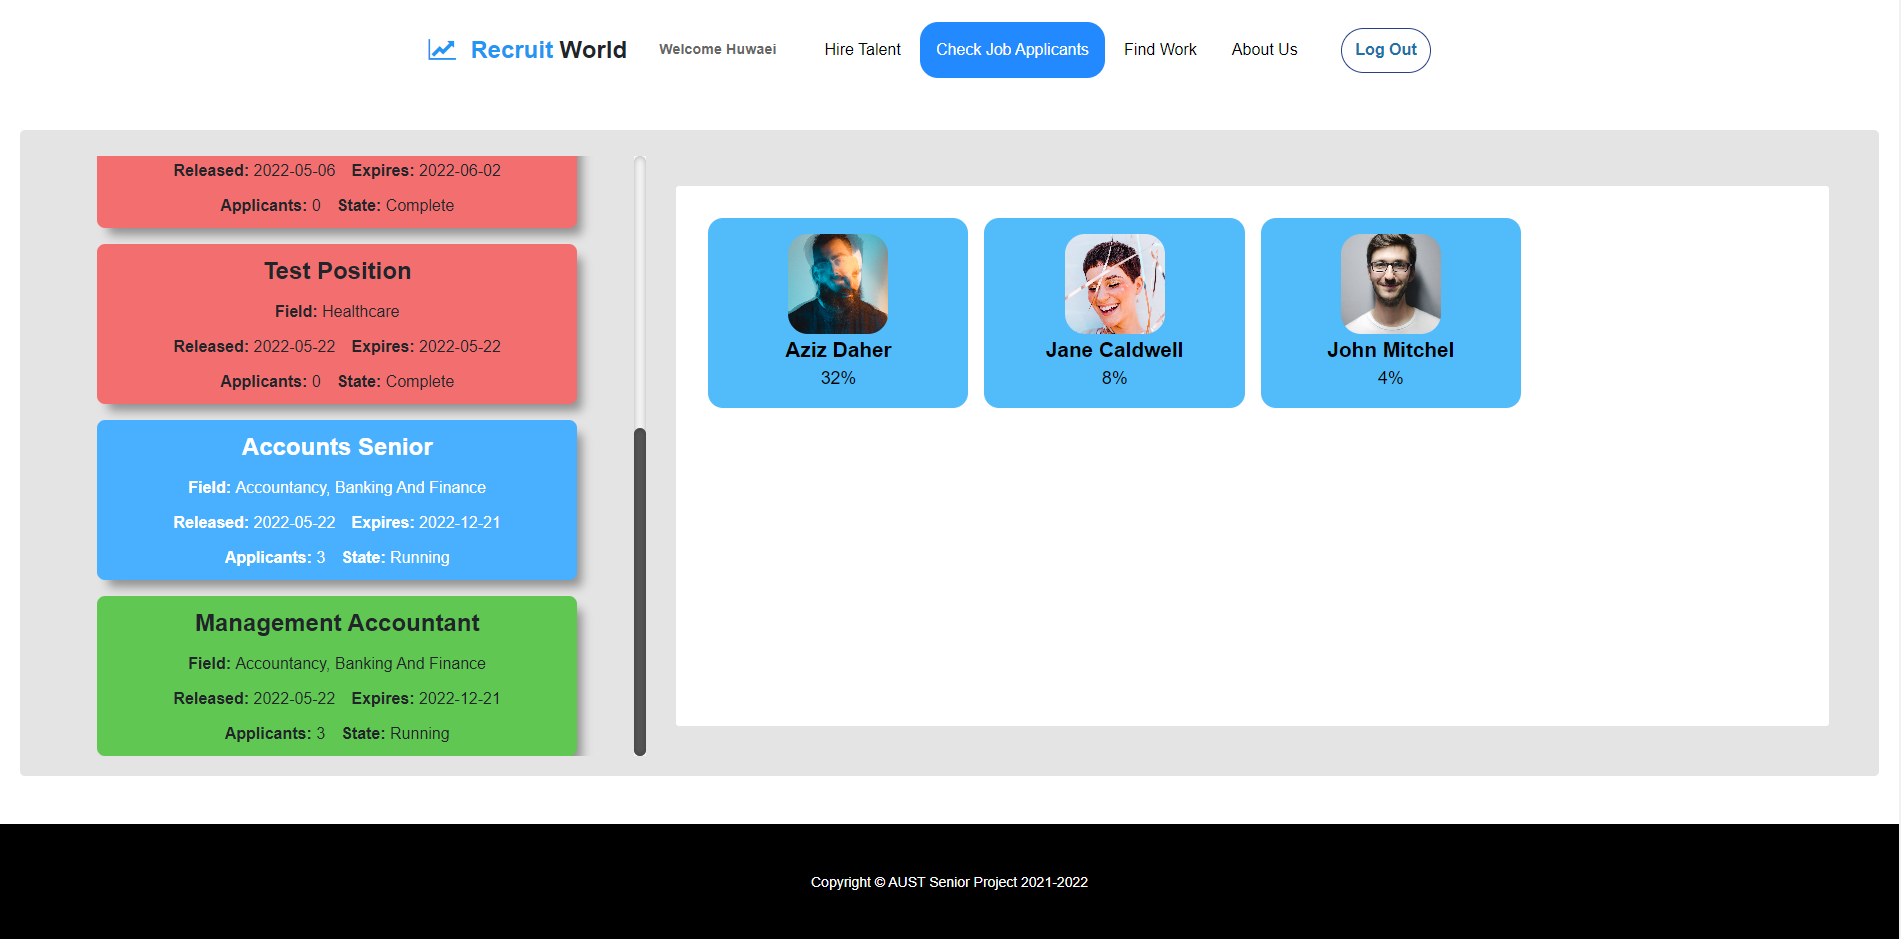 Recruit World
Welcome Huwaei
Hire Talent
Check Job Applicants
Find Work
About Us
Log Out
Released: 2022-05-06 Expires: 2022-06-02
Applicants: 0 State: Complete
Test Position
Field: Healthcare
Released: 2022-05-22 Expires: 2022-05-22
Applicants: 0 State: Complete
Accounts Senior
Field: Accountancy, Banking And Finance
Released: 2022-05-22 Expires: 2022-12-21
Applicants: 3 State: Running
Management Accountant
Field: Accountancy, Banking And Finance
Released: 2022-05-22 Expires: 2022-12-21
Applicants: 3 State: Running
Aziz Daher
32%
Jane Caldwell
8%
John Mitchel
4%
Copyright © AUST Senior Project 2021-2022